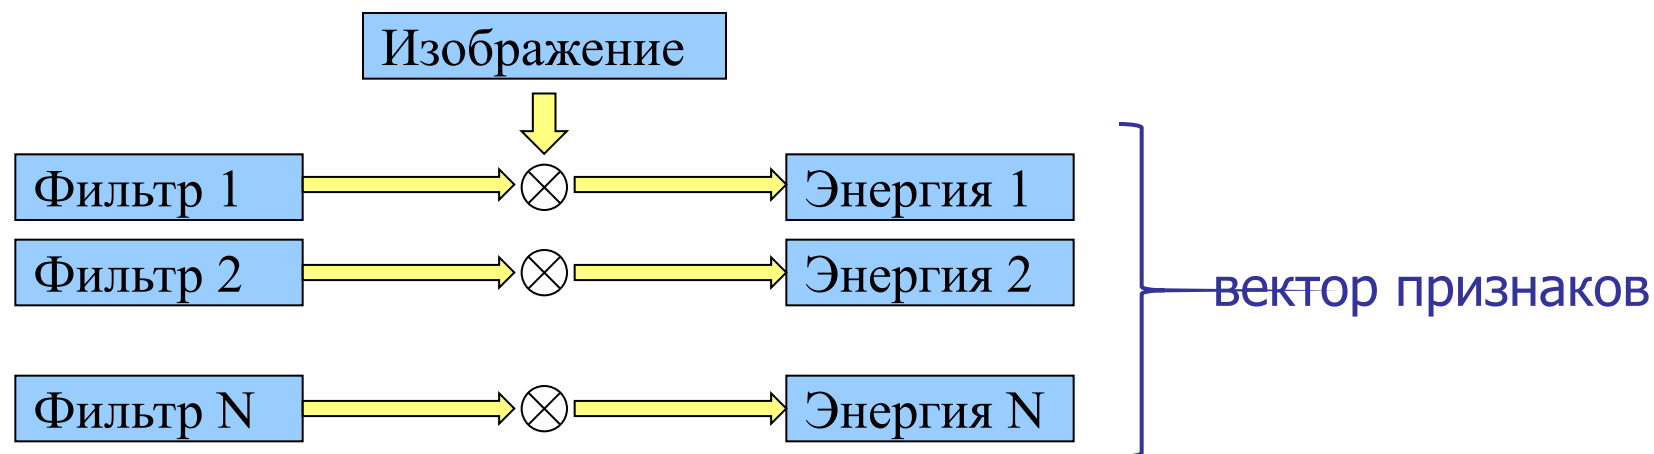 Изображение
Фильтр 1
Энергия 1
Фильтр 2
Энергия 2
вектор признаков
Фильтр N
Энергия N